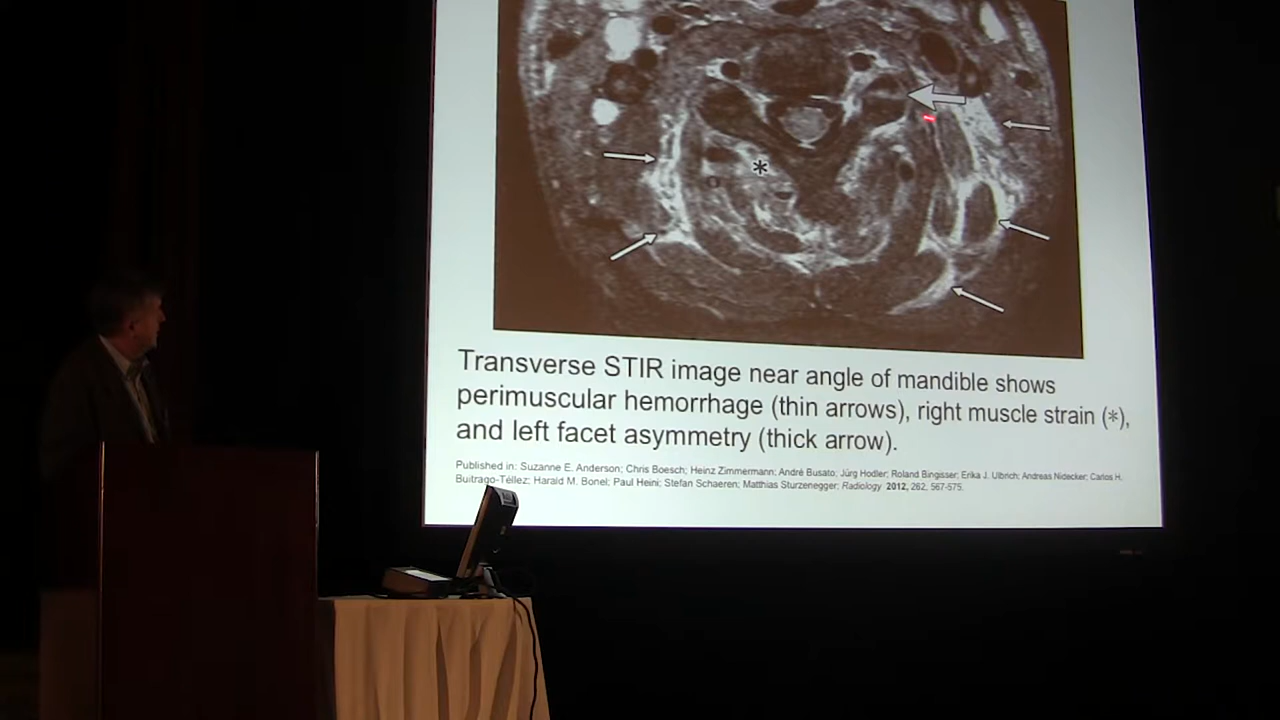 *
Transverse STIR image near angle of mandible shows
perimuscular hemorrhage (thin arrows), right muscle strain (*),
and left facet asymmetry (thick arrow).
Published in: Suzanne E. Anderson; Chris Boesch; Heinz Zimmermann; André Busato; Jürg Hodler; Roland Bingisser; Erika J. Ulbrich; Andreas Nidecker; Carlos H.
Buitrago-Téllez; Harald M. Bonel; Paul Heini; Stefan Schaeren; Matthias Sturzenegger; Radiology 2012, 262, 567-575.